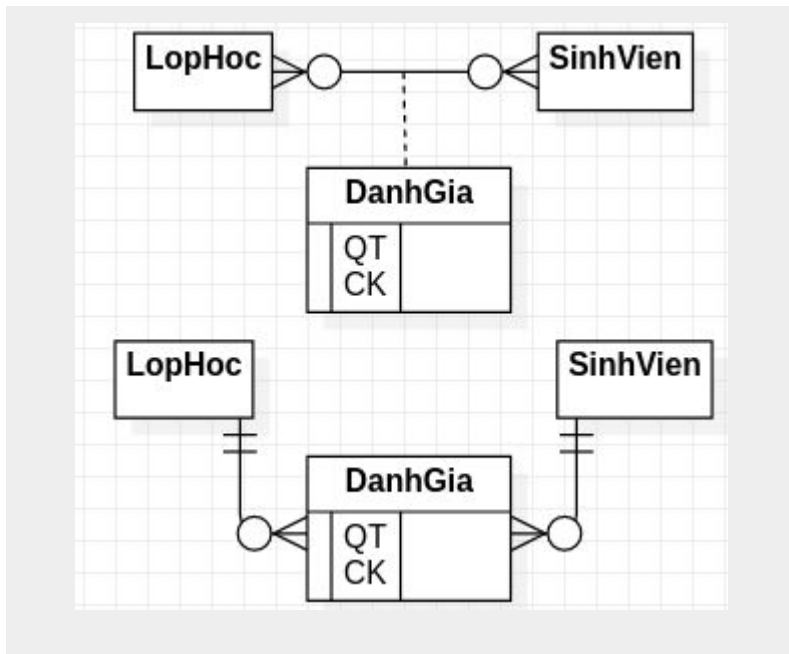 LopHoc
SinhVien
DanhGia
QT
CK
LopHoc
SinhVien
DanhGia
QT
CK